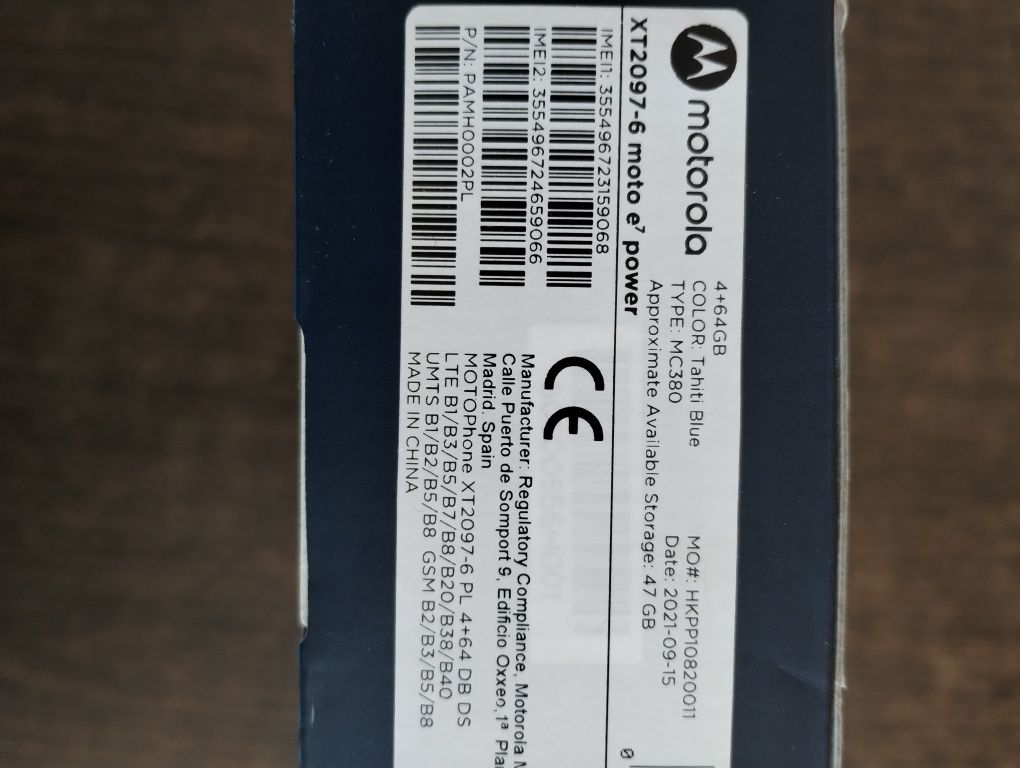 motorola
4+64GB
COLOR: Tahiti Blue
MO#: HKPP10820011
TYPE: MC380
Date: 2021-09-15
Approximate Available Storage: 47 GB
XT2097-6 moto e⁷ power
0
IMEI1: 355496723159068
IMEI2: 355496724659066
P/N: PAMH0002PL
CE
Manufacturer: Regulatory Compliance, Motorola
Calle Puerto de Somport 9, Edificio Oxxeo, 1ª
Madrid. Spain
MOTOPhone XT2097-6 PL 4+64 DB DS
LTE B1/B3/B5/B7/B8/B20/B38/B40
UMTS B1/B2/B5/B8 GSM B2/B3/B5/B8
MADE IN CHINA